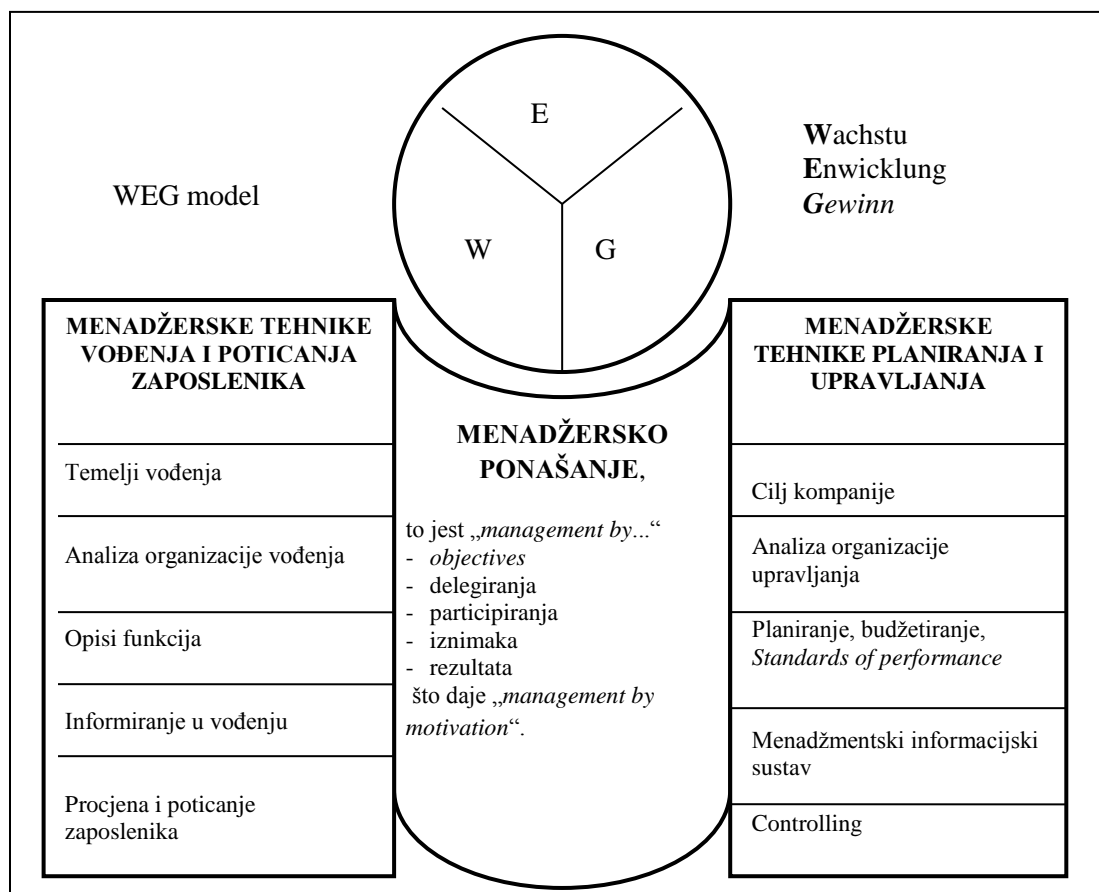 E
W
G
WEG model
Wachstu
Enwicklung
Gewinn
MENADŽERSKE TEHNIKE
VOĐENJA I POTICANJA
ZAPOSLENIKA
Temelji vođenja
Analiza organizacije vođenja
Opisi funkcija
Informiranje u vođenju
Procjena i poticanje
zaposlenika
MENADŽERSKO
PONAŠANJE,
to jest „management by...“
- objectives
- delegiranja
- participiranja
- iznimaka
- rezultata
što daje „management by
motivation“.
MENADŽERSKE
TEHNIKE PLANIRANJA I
UPRAVLJANJA
Cilj kompanije
Analiza organizacije
upravljanja
Planiranje, budžetiranje,
Standards of performance
Menadžmentski informacijski
sustav
Controlling